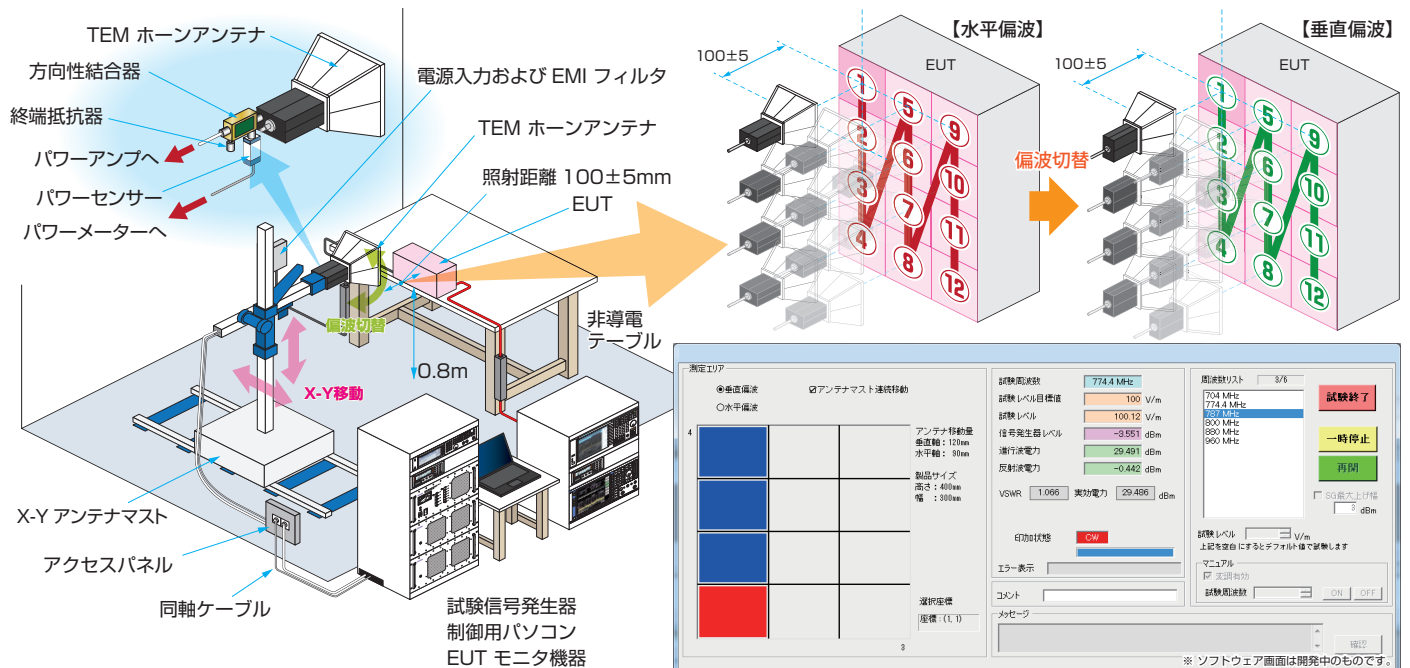 TEM ホーンアンテナ
方向性結合器
終端抵抗器
パワーアンプへ
パワーセンサー
パワーメーターへ
電源入力および EMI フィルタ
TEM ホーンアンテナ
照射距離 100±5mm
EUT
偏波切替
X-Y移動
0.8m
非導電
テーブル
X-Y アンテナマスト
アクセスパネル
同軸ケーブル
試験信号発生器
制御用パソコン
EUT モニタ機器
【水平偏波】
100±5
EUT
1
5
9
2
6
10
3
7
11
4
8
12
偏波切替
【垂直偏波】
100±5
EUT
1
5
9
2
6
10
3
7
11
4
8
12
測定エリア
垂直偏波
アンテナマスト連続移動
水平偏波
4
3
アンテナ移動量
垂直軸:120mm
水平軸: 90mm
製品サイズ
高さ:400mm
幅 :300mm
選択座標
座標:(1, 1)
試験周波数 774.4 MHz
試験レベル目標値 100 V/m
試験レベル 100.12 V/m
信号発生器レベル -3.551 dBm
進行波電力 29.491 dBm
反射波電力 -0.442 dBm
VSWR 1.066 実効電力 29.486 dBm
印加状態 CW
エラー表示
コメント
メッセージ
確認
周波数リスト 3/6
704 MHz
774.4 MHz
787 MHz
800 MHz
880 MHz
960 MHz
試験終了
一時停止
再開
SG最大上げ幅
3 dBm
試験レベル V/m
上記を空白にするとデフォルト値で試験します
マニュアル
変調有効
試験周波数 ON OFF
※ ソフトウェア画面は開発中のものです。